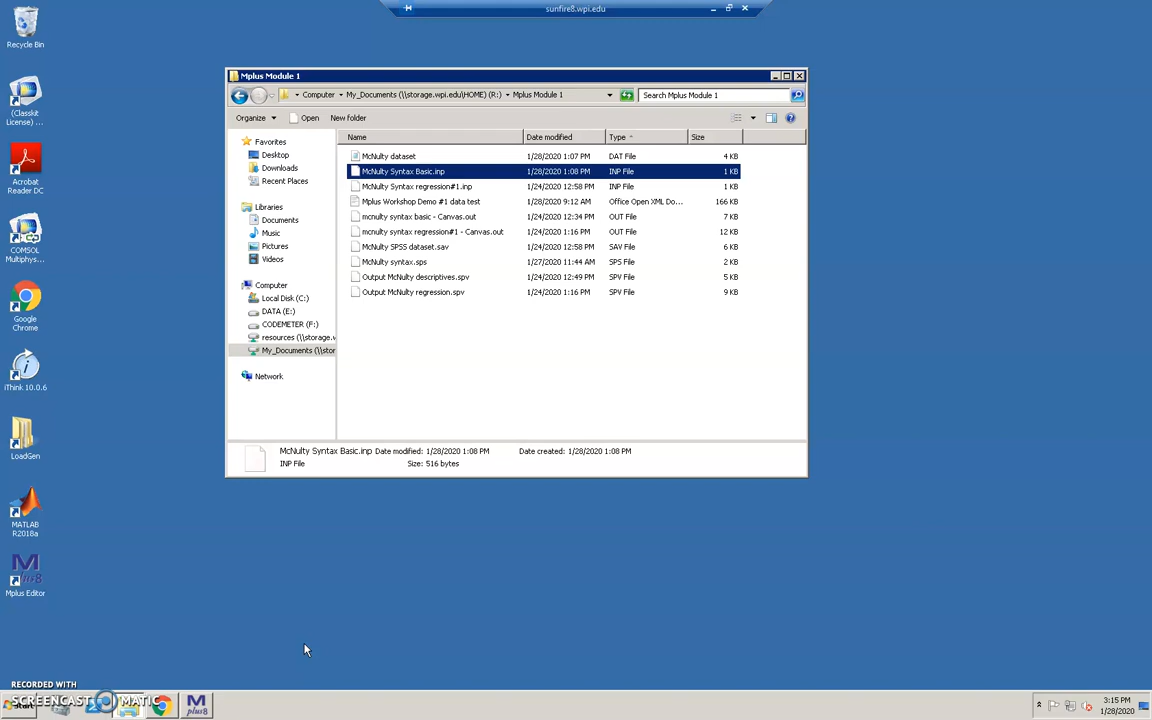 sunfire8.wpi.edu
Recycle Bin
(Classkit License) ...
Acrobat Reader DC
COMSOL Multiphys...
Google Chrome
iThink 10.0.6
LoadGen
MATLAB R2018a
Mplus Editor
Mplus Module 1
Computer My_Documents (\\storage.wpi.edu\HOME) (R:) Mplus Module 1
Search Mplus Module 1
Organize Open New folder
Favorites
Desktop
Downloads
Recent Places
Libraries
Documents
Music
Pictures
Videos
Computer
Local Disk (C:)
DATA (E:)
CODEMETER (F:)
resources (\\storage.w
My_Documents (\\stor
Network
Name Date modified Type Size
McNulty dataset 1/28/2020 1:07 PM DAT File 4 KB
McNulty Syntax Basic.inp 1/28/2020 1:08 PM INP File 1 KB
McNulty Syntax regression#1.inp 1/24/2020 12:58 PM INP File 1 KB
Mplus Workshop Demo #1 data test 1/28/2020 9:12 AM Office Open XML Do... 166 KB
mcnulty syntax basic - Canvas.out 1/24/2020 12:34 PM OUT File 7 KB
mcnulty syntax regression#1 - Canvas.out 1/24/2020 1:16 PM OUT File 12 KB
McNulty SPSS dataset.sav 1/24/2020 12:58 PM SAV File 6 KB
McNulty syntax.sps 1/27/2020 11:44 AM SPS File 2 KB
Output McNulty descriptives.spv 1/24/2020 12:49 PM SPV File 5 KB
Output McNulty regression.spv 1/24/2020 1:16 PM SPV File 9 KB
McNulty Syntax Basic.inp Date modified: 1/28/2020 1:08 PM Date created: 1/28/2020 1:08 PM
INP File Size: 516 bytes
RECORDED WITH
SCREENCAST MATIC
Start
M plus8
3:15 PM
1/28/2020